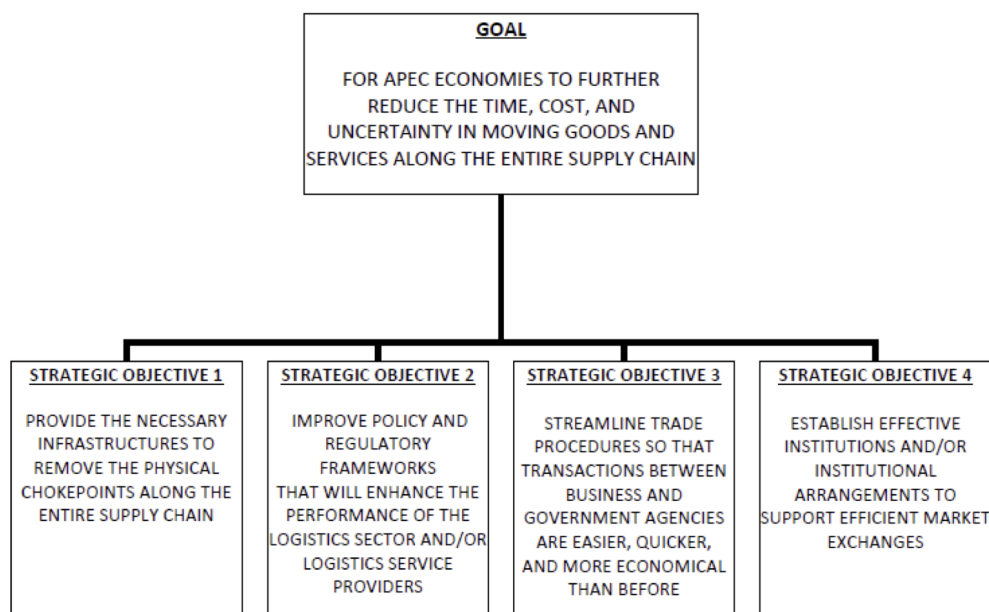 GOAL
FOR APEC ECONOMIES TO FURTHER
REDUCE THE TIME, COST, AND
UNCERTAINTY IN MOVING GOODS AND
SERVICES ALONG THE ENTIRE SUPPLY CHAIN
STRATEGIC OBJECTIVE 1
PROVIDE THE NECESSARY
INFRASTRUCTURES TO
REMOVE THE PHYSICAL
CHOKEPOINTS ALONG THE
ENTIRE SUPPLY CHAIN
STRATEGIC OBJECTIVE 2
IMPROVE POLICY AND
REGULATORY
FRAMEWORKS
THAT WILL ENHANCE THE
PERFORMANCE OF THE
LOGISTICS SECTOR AND/OR
LOGISTICS SERVICE
PROVIDERS
STRATEGIC OBJECTIVE 3
STREAMLINE TRADE
PROCEDURES SO THAT
TRANSACTIONS BETWEEN
BUSINESS AND
GOVERNMENT AGENCIES
ARE EASIER, QUICKER,
AND MORE ECONOMICAL
THAN BEFORE
STRATEGIC OBJECTIVE 4
ESTABLISH EFFECTIVE
INSTITUTIONS AND/OR
INSTITUTIONAL
ARRANGEMENTS TO
SUPPORT EFFICIENT MARKET
EXCHANGES